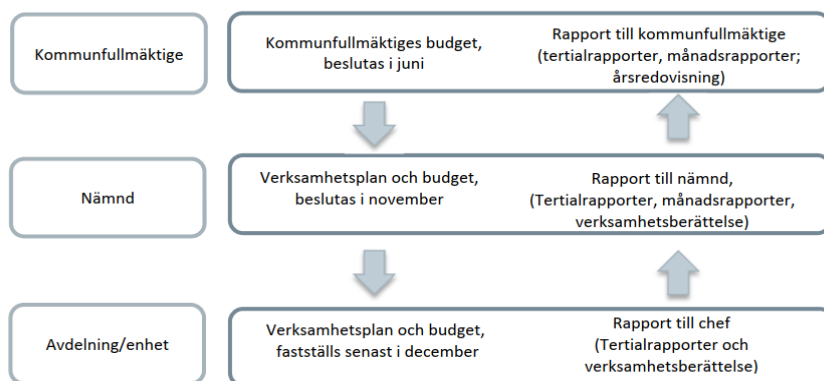 Kommunfullmäktige
Kommunfullmäktiges budget,
beslutas i juni
Rapport till kommunfullmäktige
(tertialrapporter, månadsrapporter;
årsredovisning)
Nämnd
Verksamhetsplan och budget,
beslutas i november
Rapport till nämnd,
(Tertialrapporter, månadsrapporter,
verksamhetsberättelse)
Avdelning/enhet
Verksamhetsplan och budget,
fastställs senast i december
Rapport till chef
(Tertialrapporter och
verksamhetsberättelse)